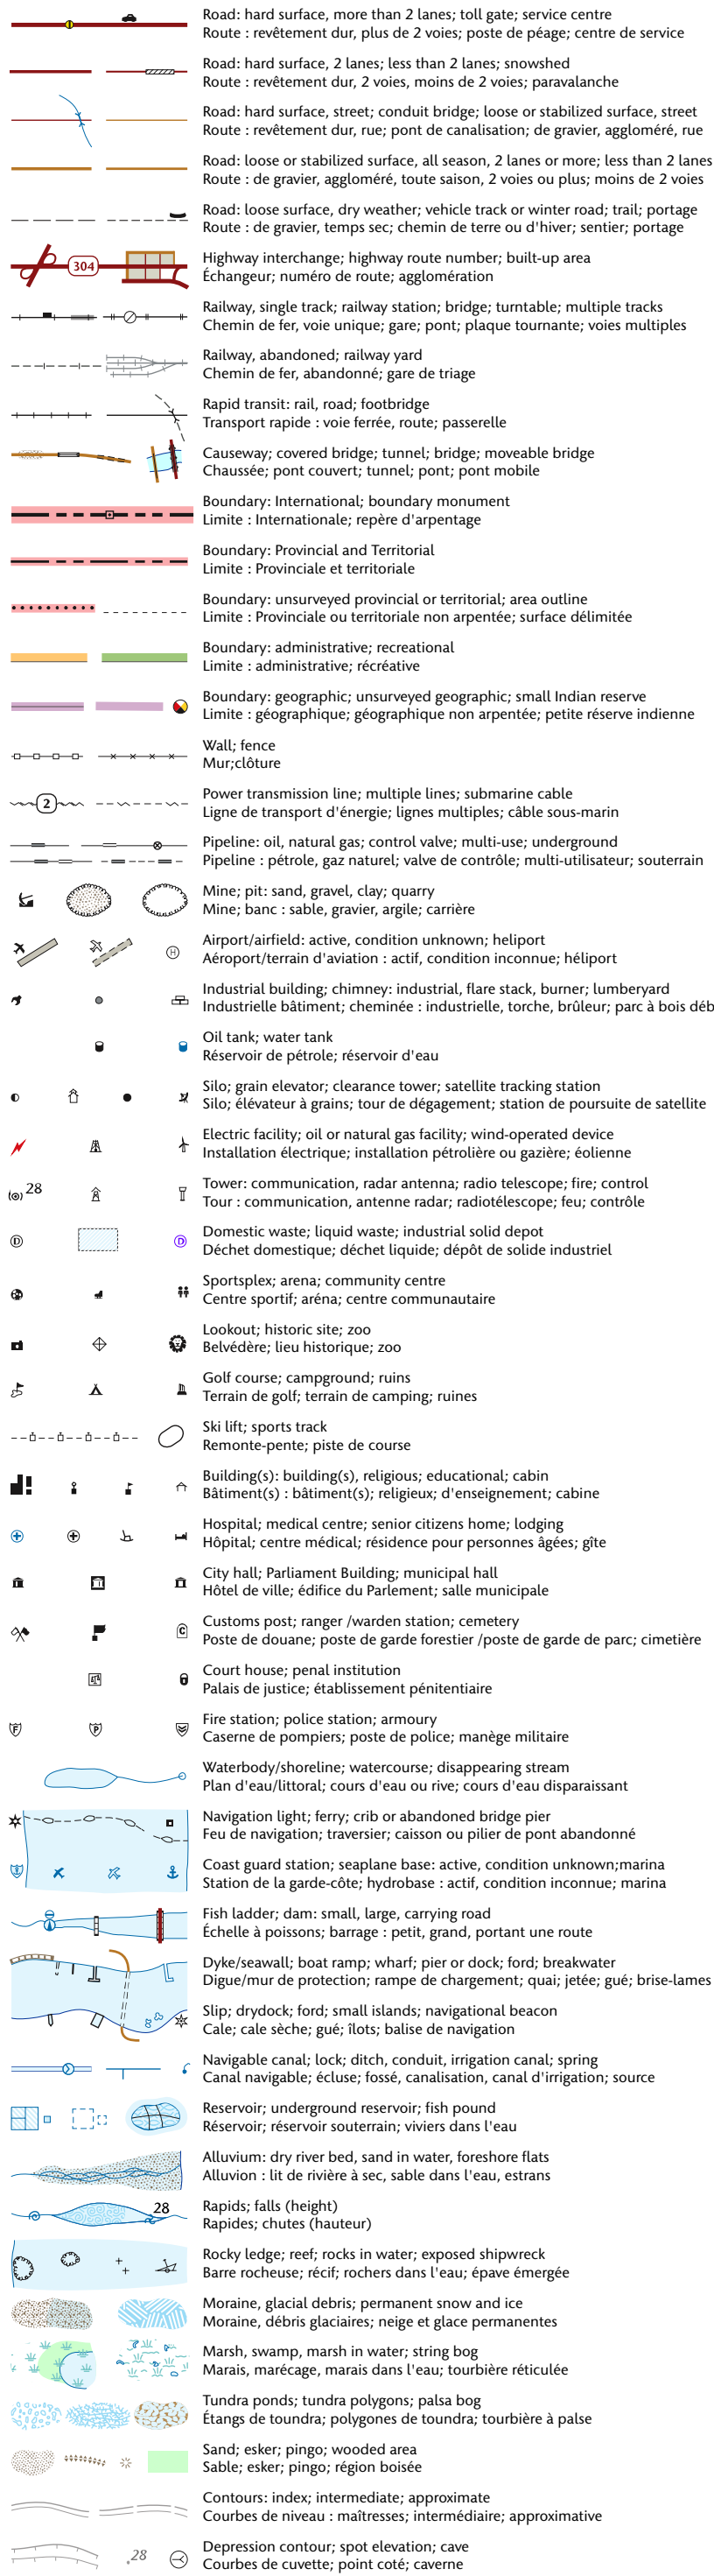 Road: hard surface, more than 2 lanes; toll gate; service centre
Route : revêtement dur, plus de 2 voies; poste de péage; centre de service
Road: hard surface, 2 lanes; less than 2 lanes; snowshed
Route : revêtement dur, 2 voies, moins de 2 voies; paravalanche
Road: hard surface, street; conduit bridge; loose or stabilized surface, street
Route : revêtement dur, rue; pont de canalisation; de gravier, aggloméré, rue
Road: loose or stabilized surface, all season, 2 lanes or more; less than 2 lanes
Route : de gravier, aggloméré, toute saison, 2 voies ou plus; moins de 2 voies
Road: loose surface, dry weather; vehicle track or winter road; trail; portage
Route : de gravier, temps sec; chemin de terre ou d'hiver; sentier; portage
304
Highway interchange; highway route number; built-up area
Échangeur; numéro de route; agglomération
Railway, single track; railway station; bridge; turntable; multiple tracks
Chemin de fer, voie unique; gare; pont; plaque tournante; voies multiples
Railway, abandoned; railway yard
Chemin de fer, abandonné; gare de triage
Rapid transit: rail, road; footbridge
Transport rapide : voie ferrée, route; passerelle
Causeway; covered bridge; tunnel; bridge; moveable bridge
Chaussée; pont couvert; tunnel; pont; pont mobile
Boundary: International; boundary monument
Limite : Internationale; repère d'arpentage
Boundary: Provincial and Territorial
Limite : Provinciale et territoriale
Boundary: unsurveyed provincial or territorial; area outline
Limite : Provinciale ou territoriale non arpentée; surface délimitée
Boundary: administrative; recreational
Limite : administrative; récréative
Boundary: geographic; unsurveyed geographic; small Indian reserve
Limite : géographique; géographique non arpentée; petite réserve indienne
Wall; fence
Mur;clôture
2
Power transmission line; multiple lines; submarine cable
Ligne de transport d'énergie; lignes multiples; câble sous-marin
Pipeline: oil, natural gas; control valve; multi-use; underground
Pipeline : pétrole, gaz naturel; valve de contrôle; multi-utilisateur; souterrain
Mine; pit: sand, gravel, clay; quarry
Mine; banc : sable, gravier, argile; carrière
H
Airport/airfield: active, condition unknown; heliport
Aéroport/terrain d'aviation : actif, condition inconnue; héliport
Industrial building; chimney: industrial, flare stack, burner; lumberyard
Industrielle bâtiment; cheminée : industrielle, torche, brûleur; parc à bois déb
Oil tank; water tank
Réservoir de pétrole; réservoir d'eau
Silo; grain elevator; clearance tower; satellite tracking station
Silo; élévateur à grains; tour de dégagement; station de poursuite de satellite
Electric facility; oil or natural gas facility; wind-operated device
Installation électrique; installation pétrolière ou gazière; éolienne
28
Tower: communication, radar antenna; radio telescope; fire; control
Tour : communication, antenne radar; radiotélescope; feu; contrôle
D D
Domestic waste; liquid waste; industrial solid depot
Déchet domestique; déchet liquide; dépôt de solide industriel
Sportsplex; arena; community centre
Centre sportif; aréna; centre communautaire
Lookout; historic site; zoo
Belvédère; lieu historique; zoo
Golf course; campground; ruins
Terrain de golf; terrain de camping; ruines
Ski lift; sports track
Remonte-pente; piste de course
Building(s): building(s), religious; educational; cabin
Bâtiment(s) : bâtiment(s); religieux; d'enseignement; cabine
Hospital; medical centre; senior citizens home; lodging
Hôpital; centre médical; résidence pour personnes âgées; gîte
City hall; Parliament Building; municipal hall
Hôtel de ville; édifice du Parlement; salle municipale
C
Customs post; ranger /warden station; cemetery
Poste de douane; poste de garde forestier /poste de garde de parc; cimetière
Court house; penal institution
Palais de justice; établissement pénitentiaire
F P
Fire station; police station; armoury
Caserne de pompiers; poste de police; manège militaire
Waterbody/shoreline; watercourse; disappearing stream
Plan d'eau/littoral; cours d'eau ou rive; cours d'eau disparaissant
Navigation light; ferry; crib or abandoned bridge pier
Feu de navigation; traversier; caisson ou pilier de pont abandonné
Coast guard station; seaplane base: active, condition unknown;marina
Station de la garde-côte; hydrobase : actif, condition inconnue; marina
Fish ladder; dam: small, large, carrying road
Échelle à poissons; barrage : petit, grand, portant une route
Dyke/seawall; boat ramp; wharf; pier or dock; ford; breakwater
Digue/mur de protection; rampe de chargement; quai; jetée; gué; brise-lames
Slip; drydock; ford; small islands; navigational beacon
Cale; cale sèche; gué; îlots; balise de navigation
Navigable canal; lock; ditch, conduit, irrigation canal; spring
Canal navigable; écluse; fossé, canalisation, canal d'irrigation; source
Reservoir; underground reservoir; fish pound
Réservoir; réservoir souterrain; viviers dans l'eau
Alluvium: dry river bed, sand in water, foreshore flats
Alluvion : lit de rivière à sec, sable dans l'eau, estrans
28
Rapids; falls (height)
Rapides; chutes (hauteur)
Rocky ledge; reef; rocks in water; exposed shipwreck
Barre rocheuse; récif; rochers dans l'eau; épave émergée
Moraine, glacial debris; permanent snow and ice
Moraine, débris glaciaires; neige et glace permanentes
Marsh, swamp, marsh in water; string bog
Marais, marécage, marais dans l'eau; tourbière réticulée
Tundra ponds; tundra polygons; palsa bog
Étangs de toundra; polygones de toundra; tourbière à palse
Sand; esker; pingo; wooded area
Sable; esker; pingo; région boisée
Contours: index; intermediate; approximate
Courbes de niveau : maîtresses; intermédiaire; approximative
.28
Depression contour; spot elevation; cave
Courbes de cuvette; point coté; caverne